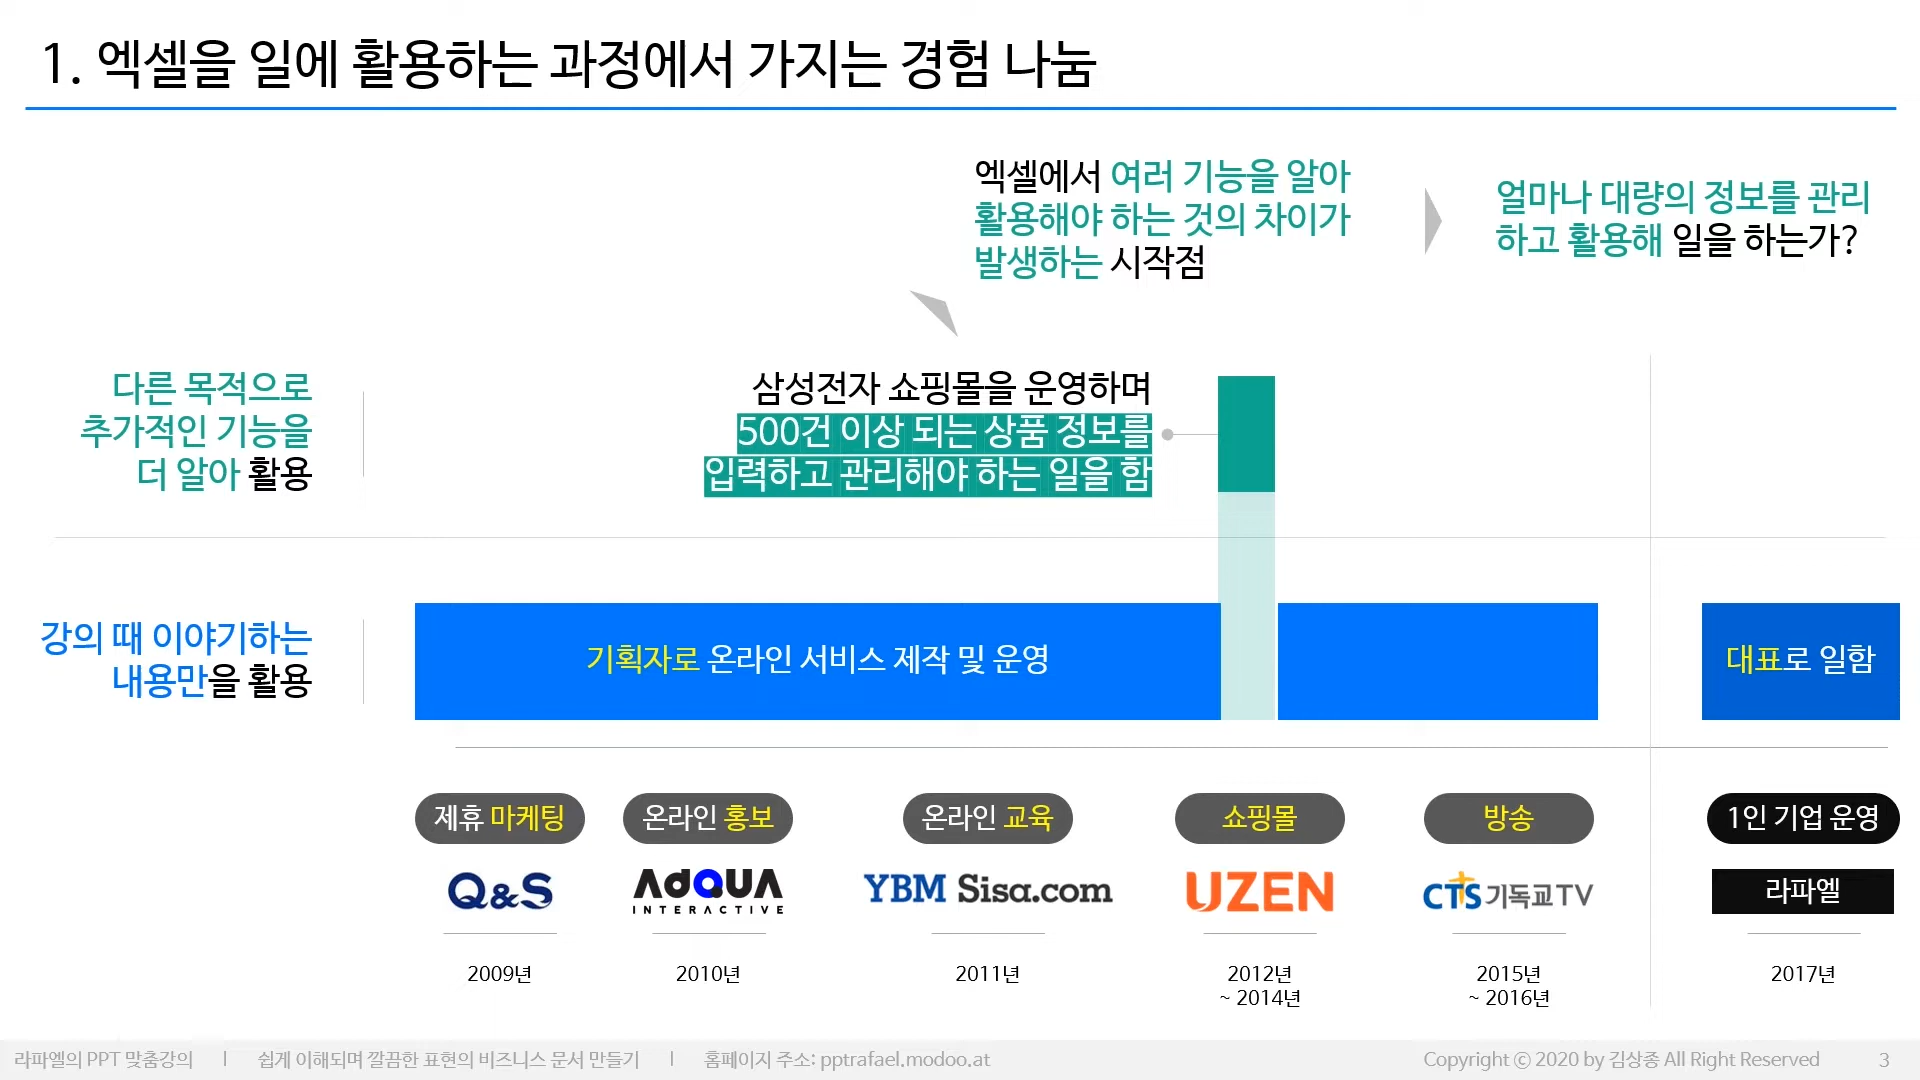 1. 엑셀을 일에 활용하는 과정에서 가지는 경험 나눔
엑셀에서 여러 기능을 알아
활용해야 하는 것의 차이가
발생하는 시작점
얼마나 대량의 정보를 관리
하고 활용해 일을 하는가?
다른 목적으로
추가적인 기능을
더 알아 활용
삼성전자 쇼핑몰을 운영하며
500건 이상 되는 상품 정보를
입력하고 관리해야 하는 일을 함
강의 때 이야기하는
내용만을 활용
기획자로 온라인 서비스 제작 및 운영
대표로 일함
제휴 마케팅
온라인 홍보
온라인 교육
쇼핑몰
방송
1인 기업 운영
Q&S
AdQUA
INTERACTIVE
YBM Sisa.com
UZEN
CTS 기독교TV
라파엘
2009년
2010년
2011년
2012년
~ 2014년
2015년
~ 2016년
2017년
라파엘의 PPT 맞춤강의 | 쉽게 이해되며 깔끔한 표현의 비즈니스 문서 만들기 | 홈페이지 주소: pptrafael.modoo.at
Copyright ⓒ 2020 by 김상종 All Right Reserved
3